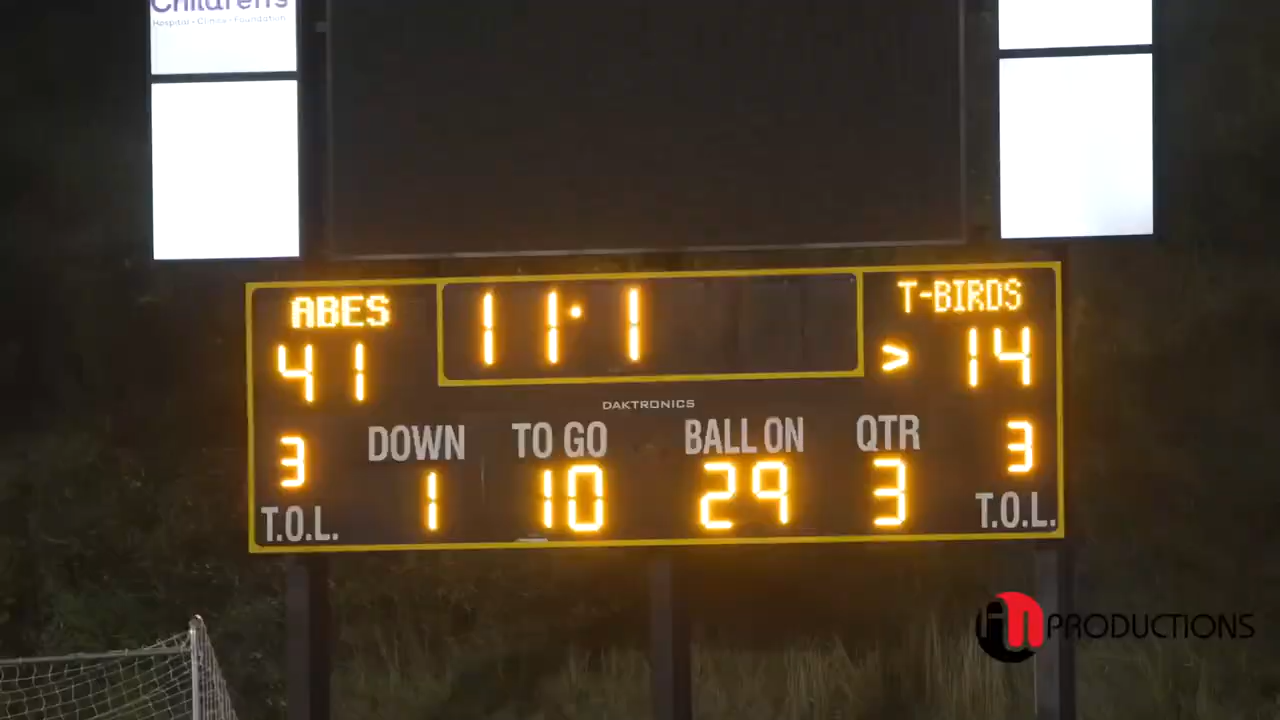 Children's
Hospital • Clinics • Foundation
ABES
T-BIRDS
11:1
41
> 14
DAKTRONICS
DOWN TO GO BALL ON QTR
3
3
1 10 29 3
T.O.L.
T.O.L.
PRODUCTIONS